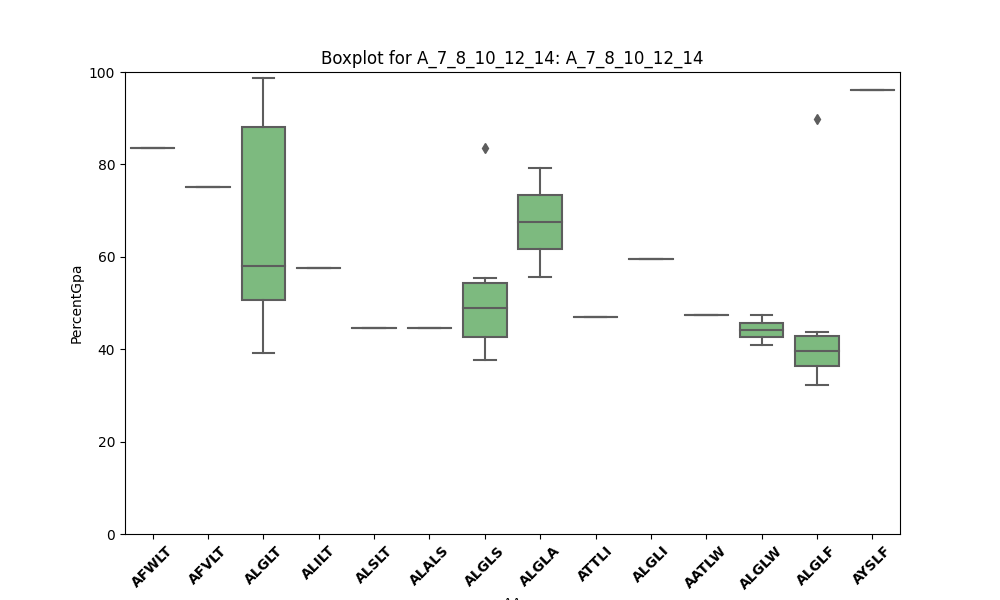 Boxplot for A_7_8_10_12_14: A_7_8_10_12_14
100
80
60
40
20
0
PercentGpa
AFWLT
AFVLT
ALGLT
ALILT
ALSLT
ALALS
ALGLS
ALGLA
ATTLI
ALGLI
AATLW
ALGLW
ALGLF
AYSLF